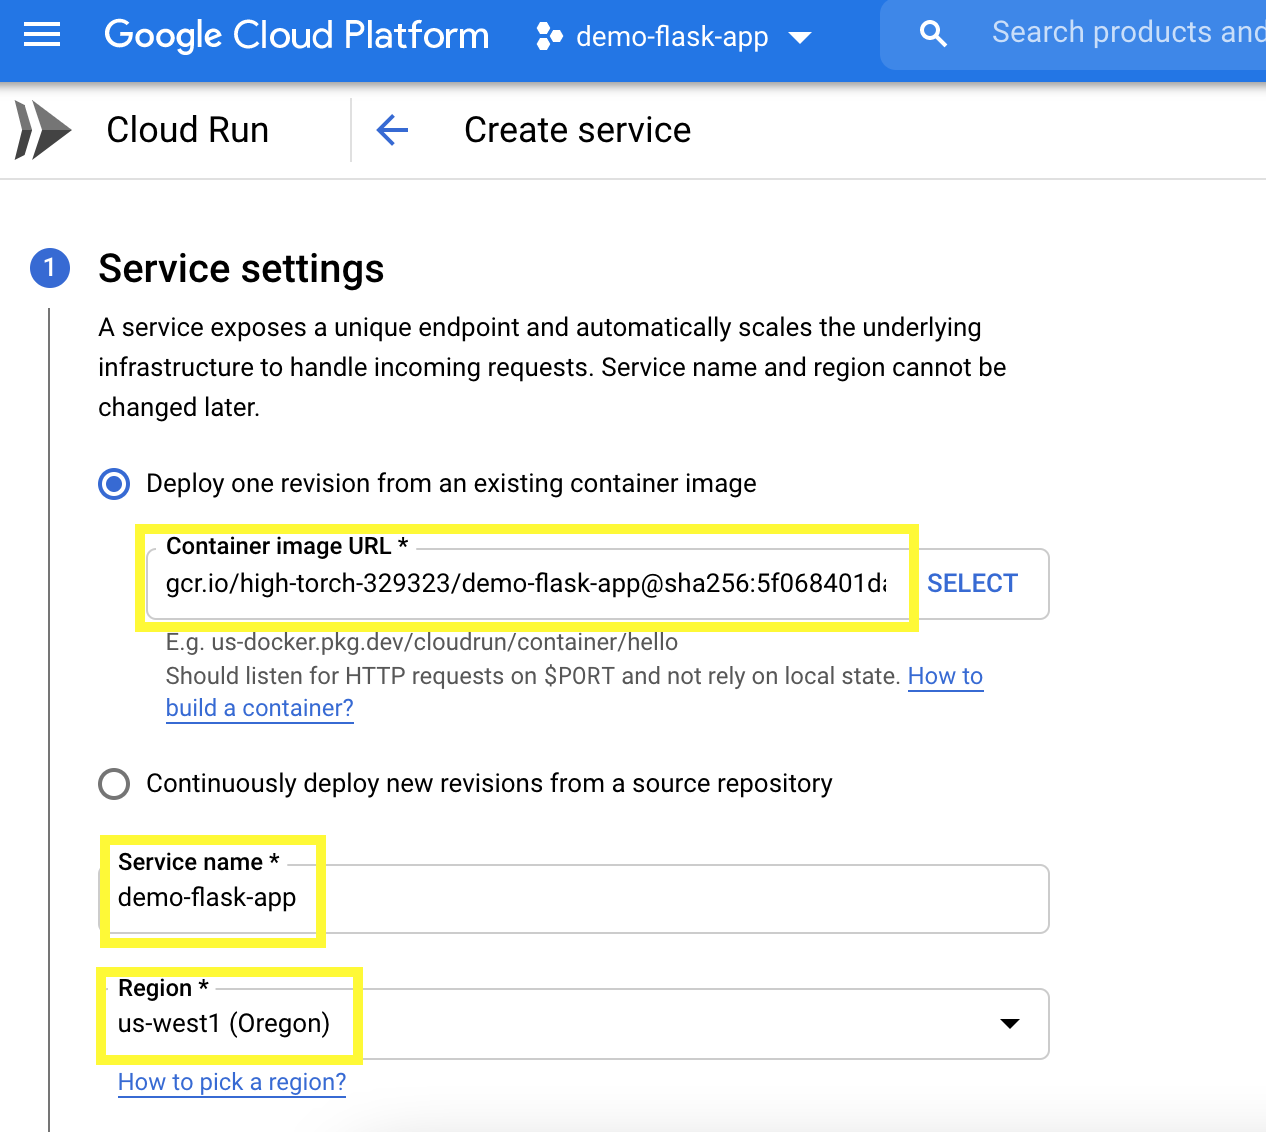 Google Cloud Platform demo-flask-app Search products and
Cloud Run Create service
1 Service settings
A service exposes a unique endpoint and automatically scales the underlying
infrastructure to handle incoming requests. Service name and region cannot be
changed later.
Deploy one revision from an existing container image
Container image URL *
gcr.io/high-torch-329323/demo-flask-app@sha256:5f068401da
SELECT
E.g. us-docker.pkg.dev/cloudrun/container/hello
Should listen for HTTP requests on $PORT and not rely on local state. How to
build a container?
Continuously deploy new revisions from a source repository
Service name *
demo-flask-app
Region *
us-west1 (Oregon)
How to pick a region?